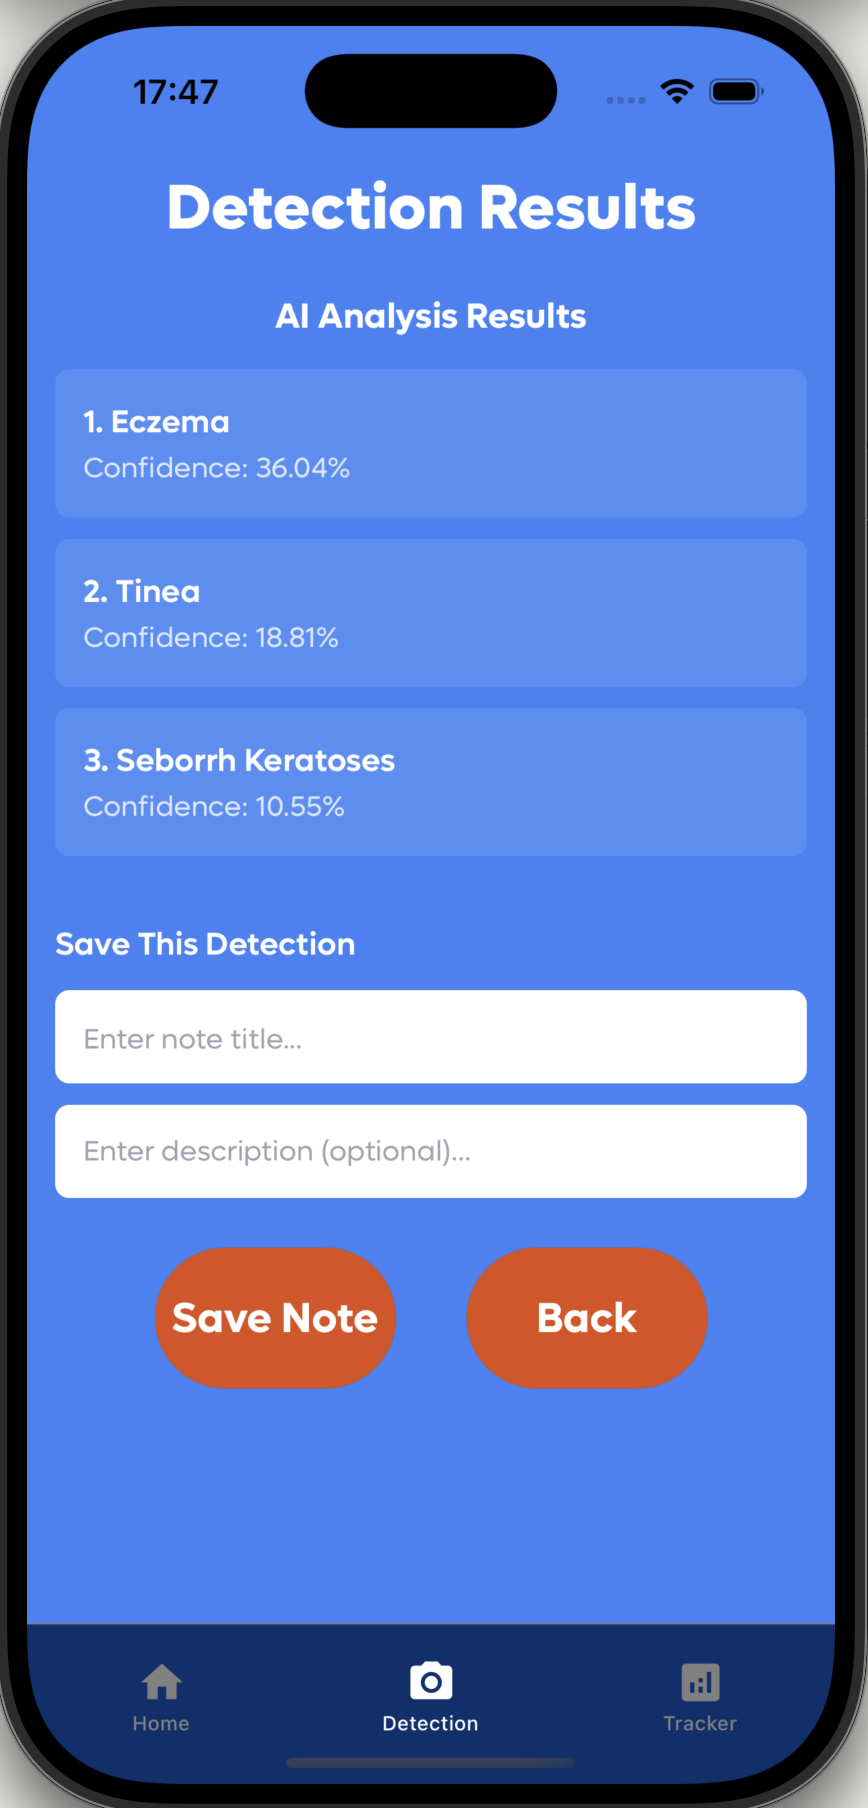 17:47
Detection Results
AI Analysis Results
1. Eczema
Confidence: 36.04%
2. Tinea
Confidence: 18.81%
3. Seborrh Keratoses
Confidence: 10.55%
Save This Detection
Enter note title...
Enter description (optional)...
Save Note
Back
Home
Detection
Tracker